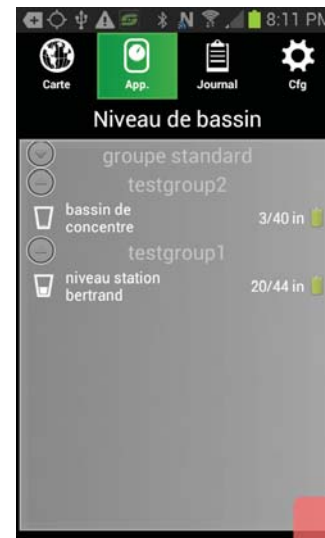 8:11 PM
Carte
App.
Journal
Cfg
Niveau de bassin
groupe standard
testgroup2
bassin de
concentre
3/40 in
testgroup1
niveau station
bertrand
20/44 in